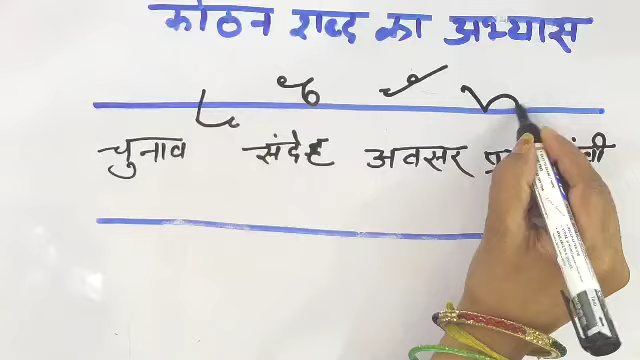 कठिन शब्द का अभ्यास
चुनाव संदेह अवसर